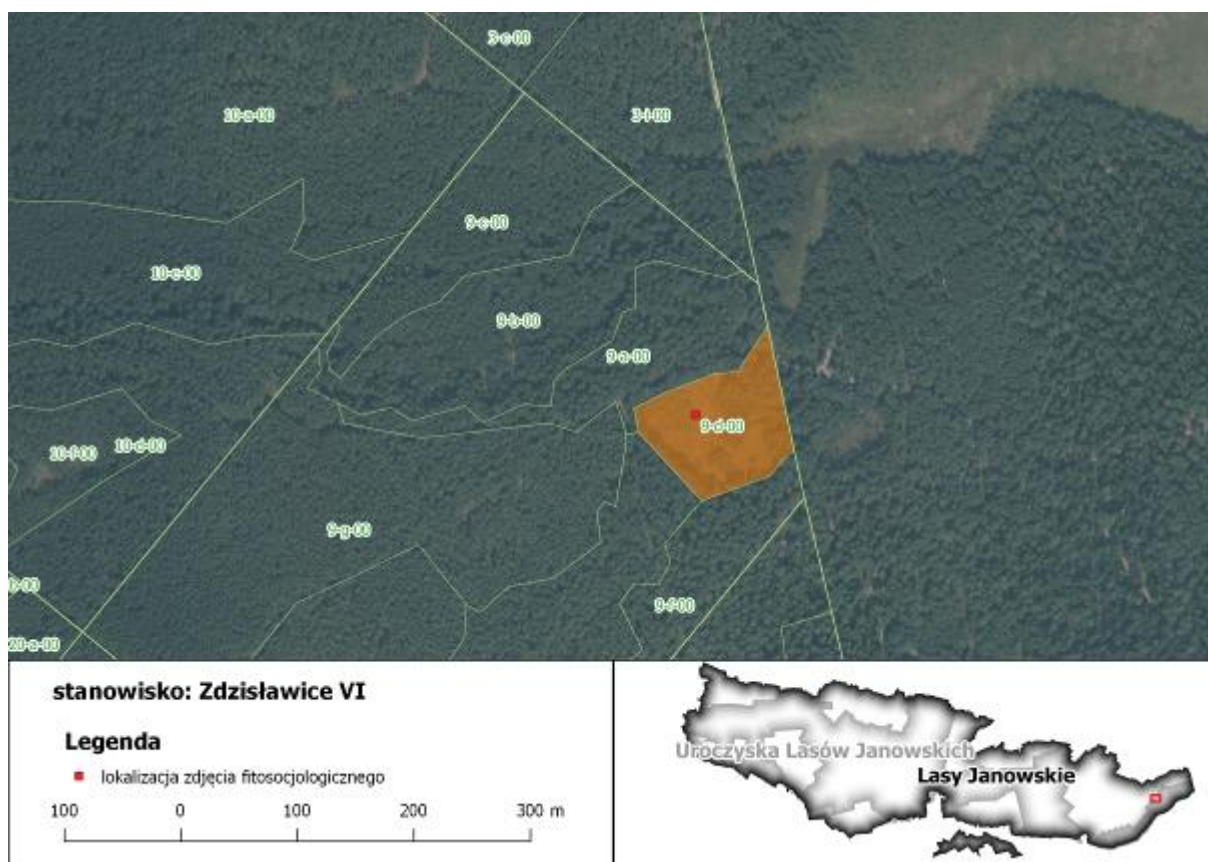 3-c-00
10-a-00
3-i-00
9-c-00
10-c-00
9-b-00
9-a-00
9-d-00
10-d-00
10-f-00
9-g-00
9-f-00
b-00
20-a-00
stanowisko: Zdzisławice VI
Legenda
lokalizacja zdjęcia fitosocjologicznego
100 0 100 200 300 m
Uroczyska Lasów Janowskich
Lasy Janowskie